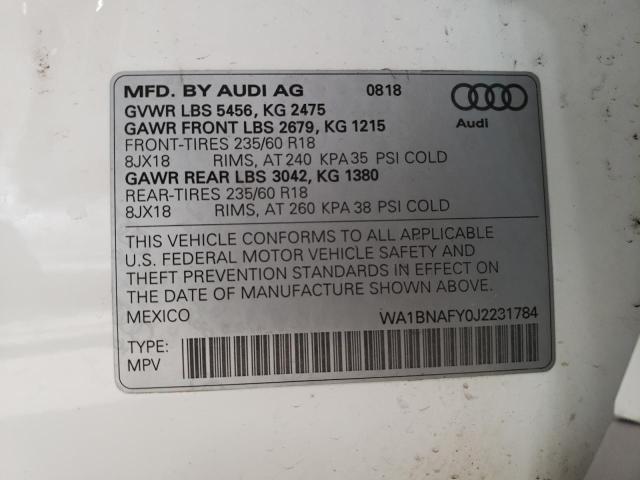 MFD. BY AUDI AG 0818
GVWR LBS 5456, KG 2475
GAWR FRONT LBS 2679, KG 1215
FRONT-TIRES 235/60 R18
8JX18 RIMS, AT 240 KPA 35 PSI COLD
GAWR REAR LBS 3042, KG 1380
REAR-TIRES 235/60 R18
8JX18 RIMS, AT 260 KPA 38 PSI COLD
Audi
THIS VEHICLE CONFORMS TO ALL APPLICABLE
U.S. FEDERAL MOTOR VEHICLE SAFETY AND
THEFT PREVENTION STANDARDS IN EFFECT ON
THE DATE OF MANUFACTURE SHOWN ABOVE.
MEXICO WA1BNAFY0J2231784
TYPE:
MPV